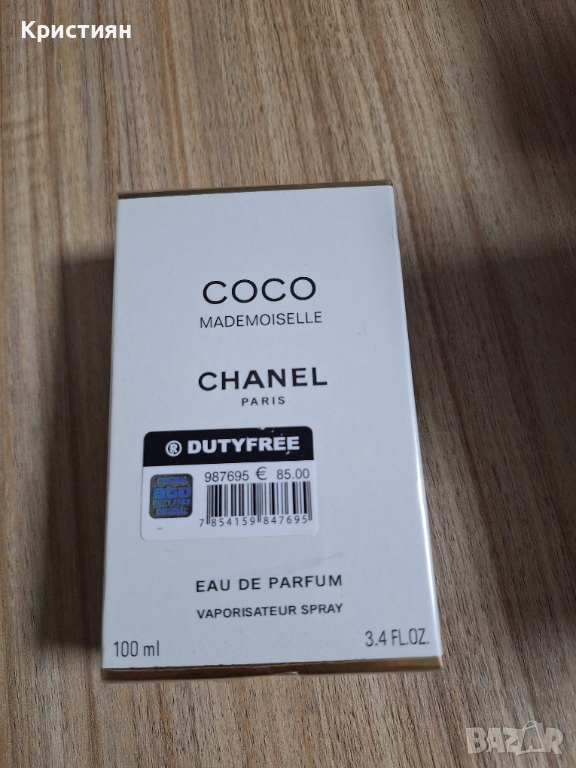 Кристиян
COCO
MADEMOISELLE
CHANEL
PARIS
® DUTYFREE
987695 € 85.00
7 854159 847695
EAU DE PARFUM
VAPORISATEUR SPRAY
100 ml
3.4 FL.OZ.
BAZAR